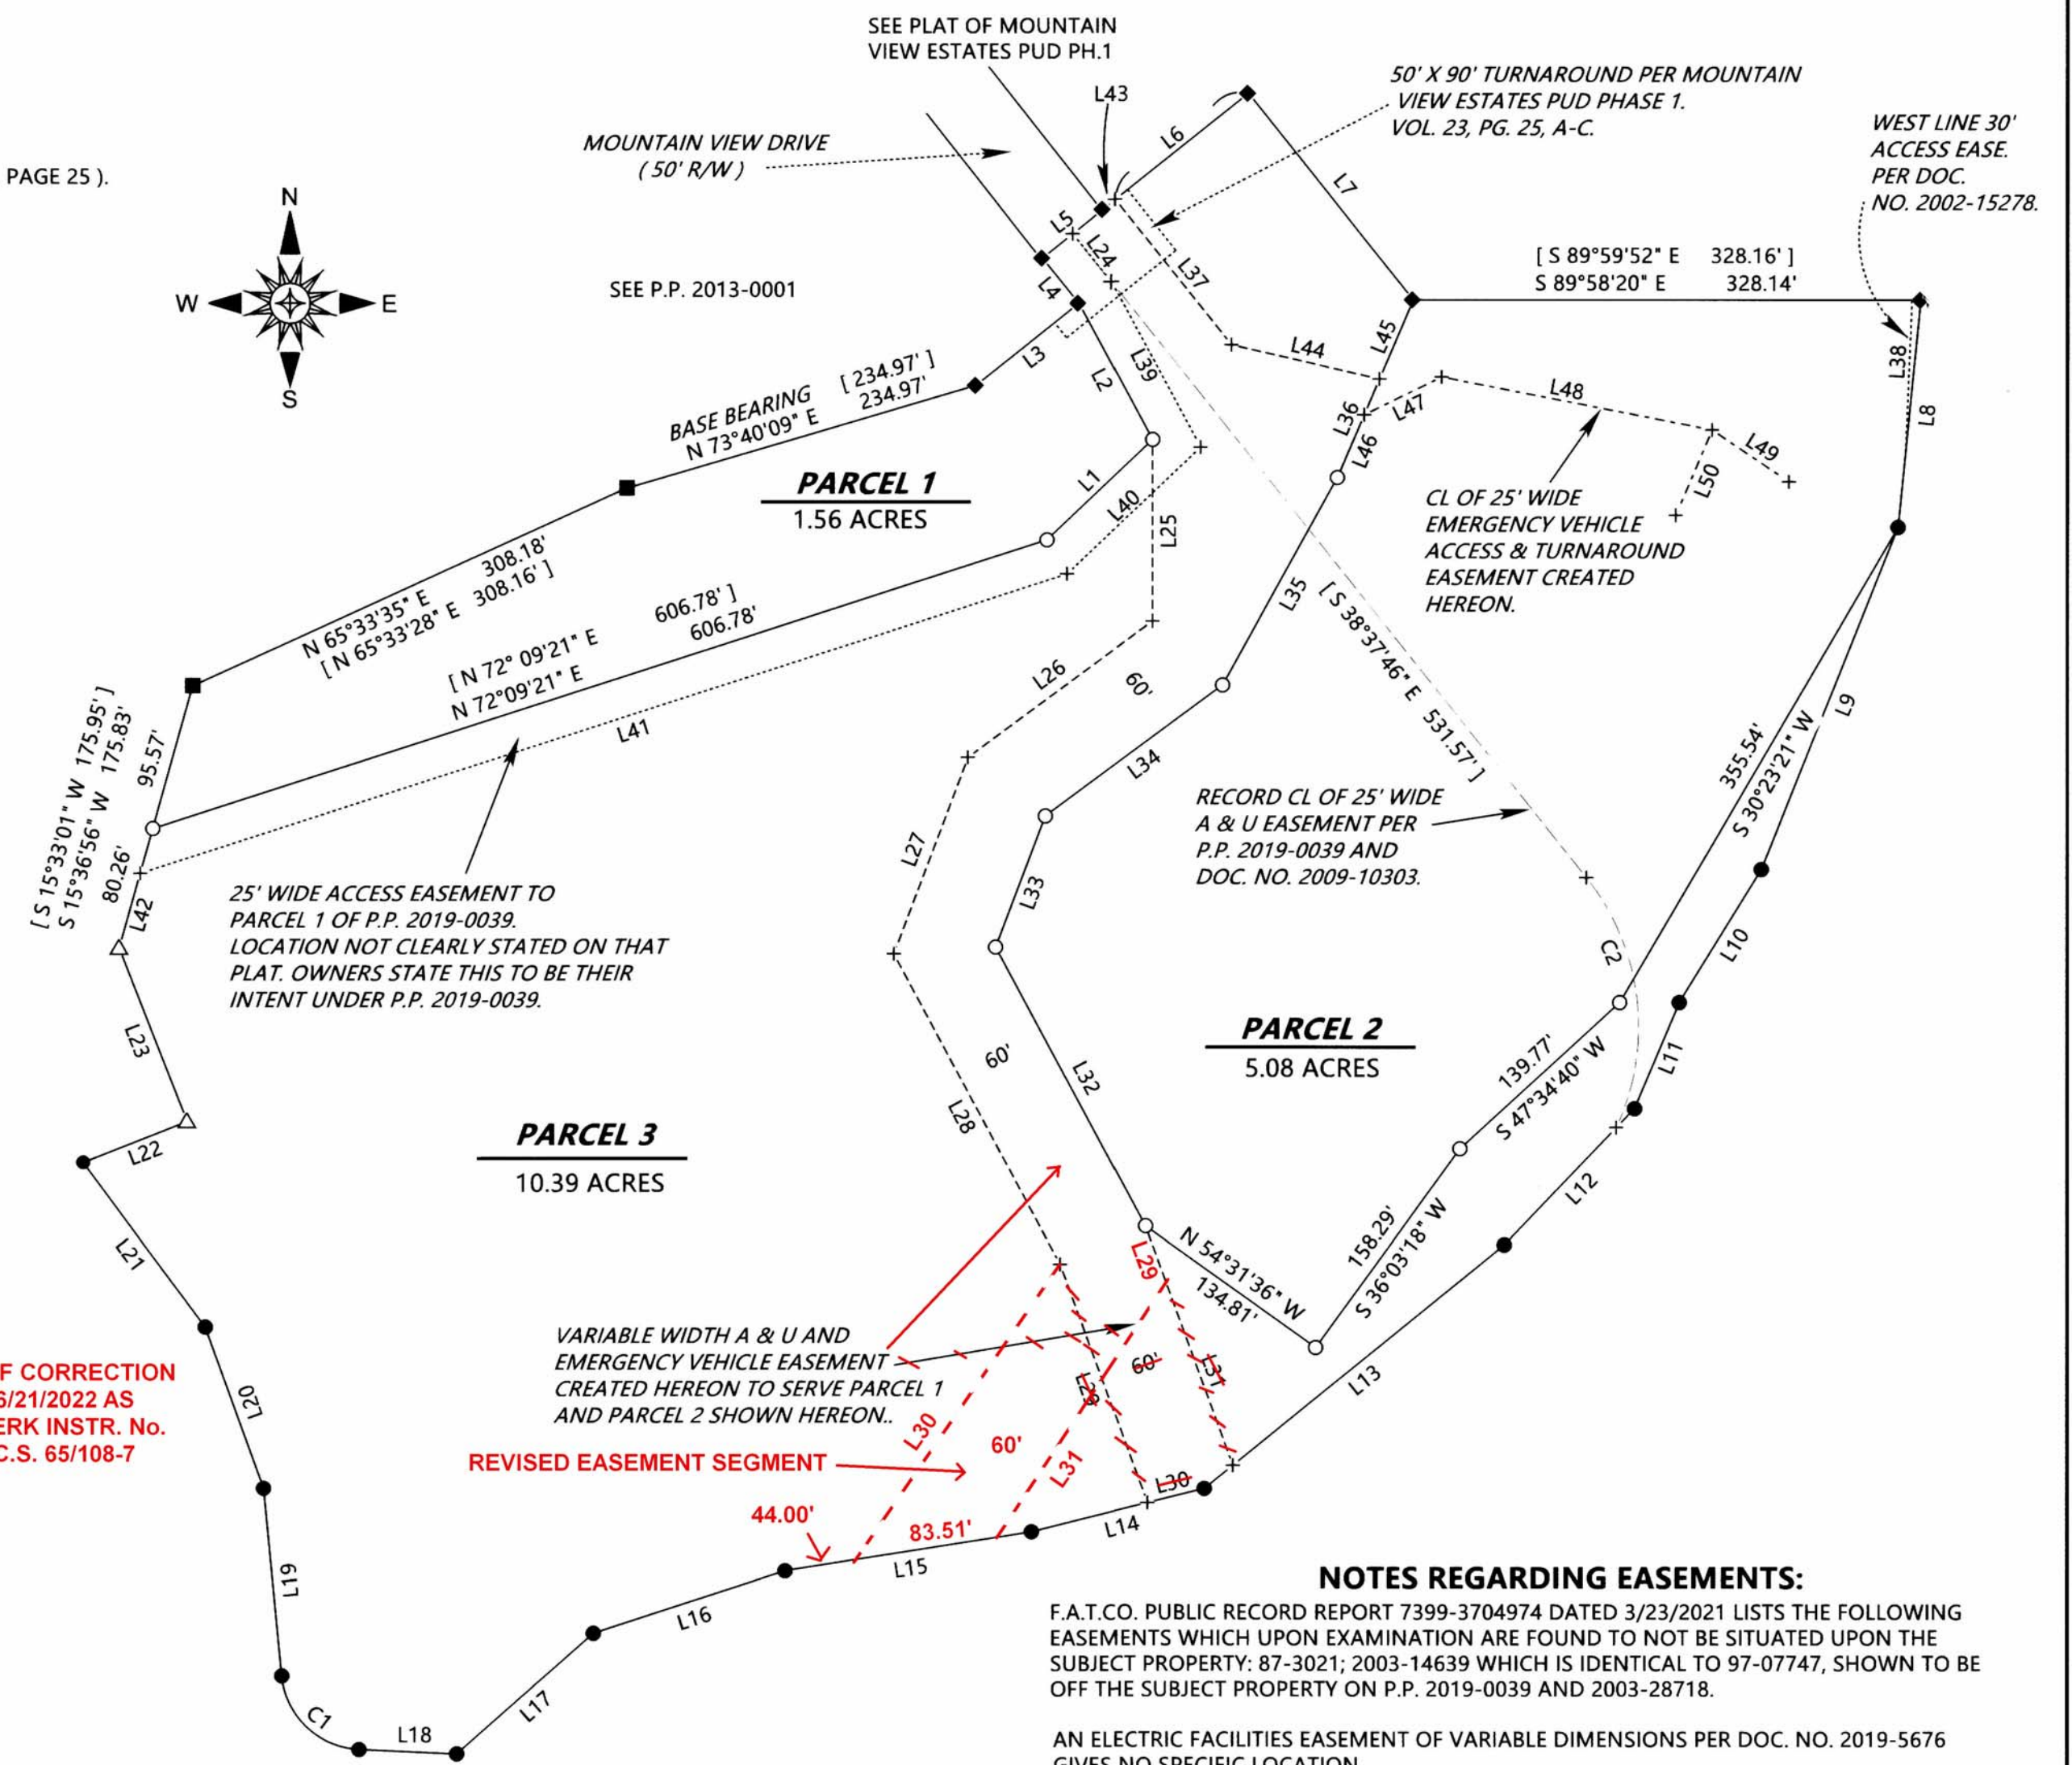 SEE PLAT OF MOUNTAIN
VIEW ESTATES PUD PH.1
L43
50' X 90' TURNAROUND PER MOUNTAIN
VIEW ESTATES PUD PHASE 1.
VOL. 23, PG. 25, A-C.
WEST LINE 30'
ACCESS EASE.
PER DOC.
NO. 2002-15278.
MOUNTAIN VIEW DRIVE
( 50' R/W )
PAGE 25 ).
N
W
E
S
SEE P.P. 2013-0001
L6
L7
L5
L24
L37
L4
[ S 89°59'52" E 328.16' ]
S 89°58'20" E 328.14'
L3
L2
L39
L44
L45
L38
L8
BASE BEARING [ 234.97' ]
N 73°40'09" E 234.97'
L36
L47
L46
L48
L49
L50
PARCEL 1
1.56 ACRES
L1
L40
L25
CL OF 25' WIDE
EMERGENCY VEHICLE
ACCESS & TURNAROUND
EASEMENT CREATED
HEREON.
308.18'
N 65°33'35" E
[ N 65°33'28" E 308.16' ]
[ N 72° 09'21" E 606.78' ]
N 72°09'21" E 606.78'
L41
L35
[ S 38°37'46" E 531.57' ]
L26
60'
L34
L9
355.54'
S 30°23'21" W
[ S 15°33'01" W 175.95' ]
S 15°36'56" W 175.83'
95.57'
80.26'
L42
RECORD CL OF 25' WIDE
A & U EASEMENT PER
P.P. 2019-0039 AND
DOC. NO. 2009-10303.
L27
L33
25' WIDE ACCESS EASEMENT TO
PARCEL 1 OF P.P. 2019-0039.
LOCATION NOT CLEARLY STATED ON THAT
PLAT. OWNERS STATE THIS TO BE THEIR
INTENT UNDER P.P. 2019-0039.
C2
L10
L23
60'
L32
PARCEL 2
5.08 ACRES
139.77'
S 47°34'40" W
L11
L28
PARCEL 3
10.39 ACRES
L22
L12
L21
L29
N 54°31'36" W
134.81'
158.29'
S 36°03'18" W
VARIABLE WIDTH A & U AND
EMERGENCY VEHICLE EASEMENT
CREATED HEREON TO SERVE PARCEL 1
AND PARCEL 2 SHOWN HEREON..
60'
L29
L31
L13
F CORRECTION
6/21/2022 AS
ERK INSTR. No.
C.S. 65/108-7
L20
L30
60'
L31
REVISED EASEMENT SEGMENT
L30
44.00'
83.51'
L14
L15
L19
L16
L17
C1
L18
NOTES REGARDING EASEMENTS:
F.A.T.CO. PUBLIC RECORD REPORT 7399-3704974 DATED 3/23/2021 LISTS THE FOLLOWING
EASEMENTS WHICH UPON EXAMINATION ARE FOUND TO NOT BE SITUATED UPON THE
SUBJECT PROPERTY: 87-3021; 2003-14639 WHICH IS IDENTICAL TO 97-07747, SHOWN TO BE
OFF THE SUBJECT PROPERTY ON P.P. 2019-0039 AND 2003-28718.
AN ELECTRIC FACILITIES EASEMENT OF VARIABLE DIMENSIONS PER DOC. NO. 2019-5676
GIVES NO SPECIFIC LOCATION